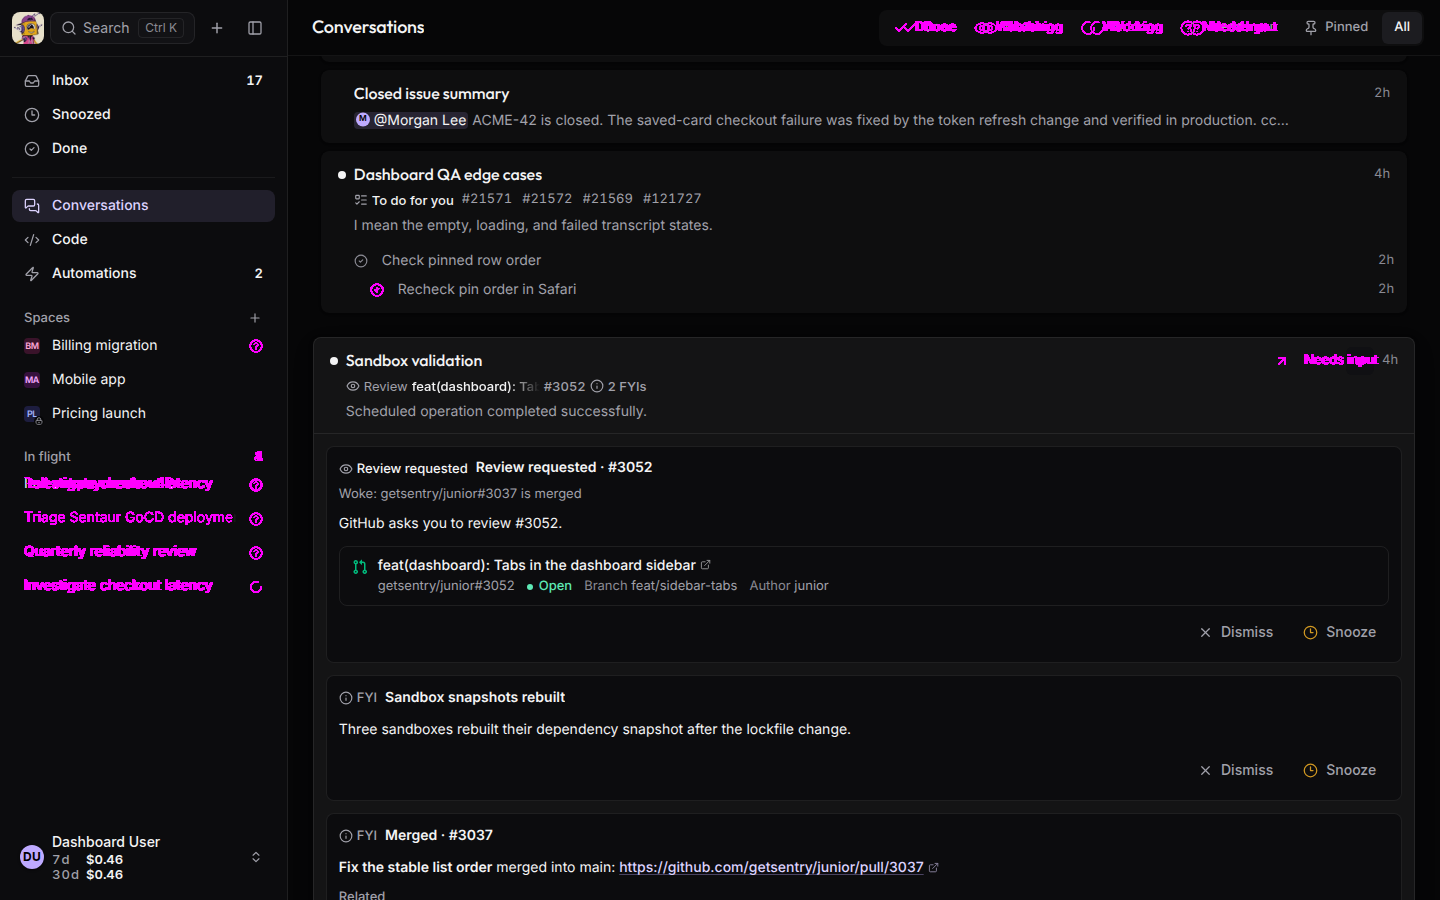 Search Ctrl K
Inbox 17
Snoozed
Done
Conversations
Code
Automations 2
Spaces
Billing migration
BM
Mobile app
MA
Pricing launch
PL
In flight
Triage Sentaur GoCD deployme
Quarterly reliability review
Investigate checkout latency
DU
Dashboard User
7d $0.46
30d $0.46
Conversations
Pinned
All
Closed issue summary 2h
M @Morgan Lee ACME-42 is closed. The saved-card checkout failure was fixed by the token refresh change and verified in production. cc...
Dashboard QA edge cases 4h
To do for you #21571 #21572 #21569 #121727
I mean the empty, loading, and failed transcript states.
Check pinned row order 2h
Recheck pin order in Safari 2h
Sandbox validation Needs input 4h
Review feat(dashboard): Tab #3052 2 FYIs
Scheduled operation completed successfully.
Review requested Review requested · #3052
Woke: getsentry/junior#3037 is merged
GitHub asks you to review #3052.
feat(dashboard): Tabs in the dashboard sidebar
getsentry/junior#3052 Open Branch feat/sidebar-tabs Author junior
Dismiss Snooze
FYI Sandbox snapshots rebuilt
Three sandboxes rebuilt their dependency snapshot after the lockfile change.
Dismiss Snooze
FYI Merged · #3037
Fix the stable list order merged into main: https://github.com/getsentry/junior/pull/3037
Related